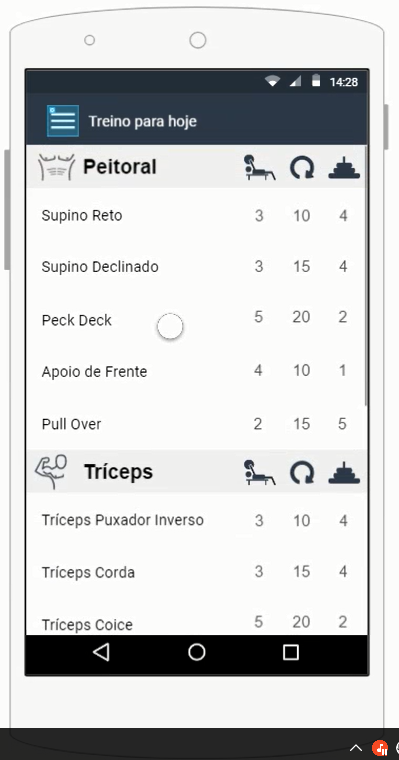 14:28
Treino para hoje
Peitoral
Supino Reto 3 10 4
Supino Declinado 3 15 4
Peck Deck 5 20 2
Apoio de Frente 4 10 1
Pull Over 2 15 5
Tríceps
Tríceps Puxador Inverso 3 10 4
Tríceps Corda 3 15 4
Tríceps Coice 5 20 2